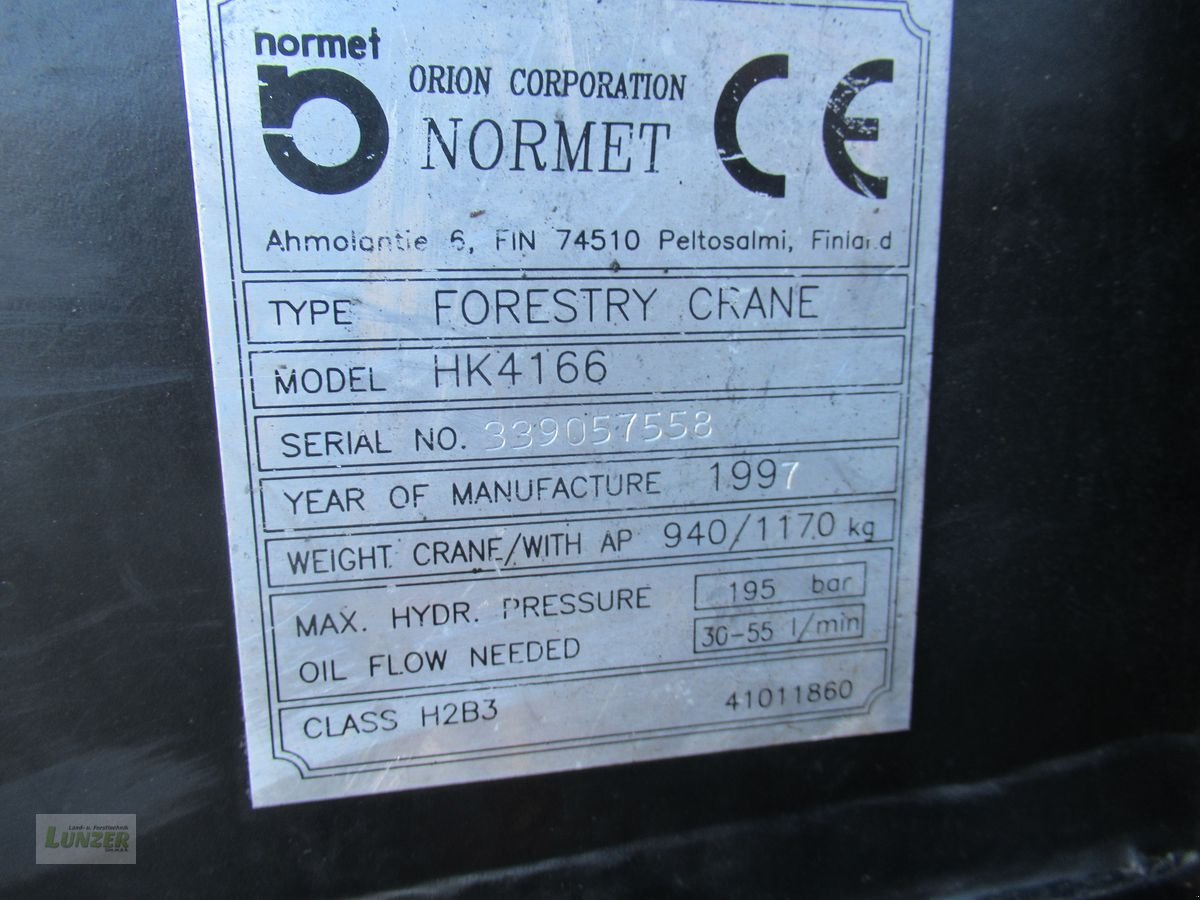 normet
ORION CORPORATION
NORMET
CE
Ahmolantie 6, FIN 74510 Peltosalmi, Finland
TYPE FORESTRY CRANE
MODEL HK4166
SERIAL NO. 339057558
YEAR OF MANUFACTURE 1997
WEIGHT CRANE/WITH AP 940/1170 kg
MAX. HYDR. PRESSURE 195 bar
OIL FLOW NEEDED 30-55 l/min
CLASS H2B3 41011860
Land- u. Forsttechnik
LUNZER